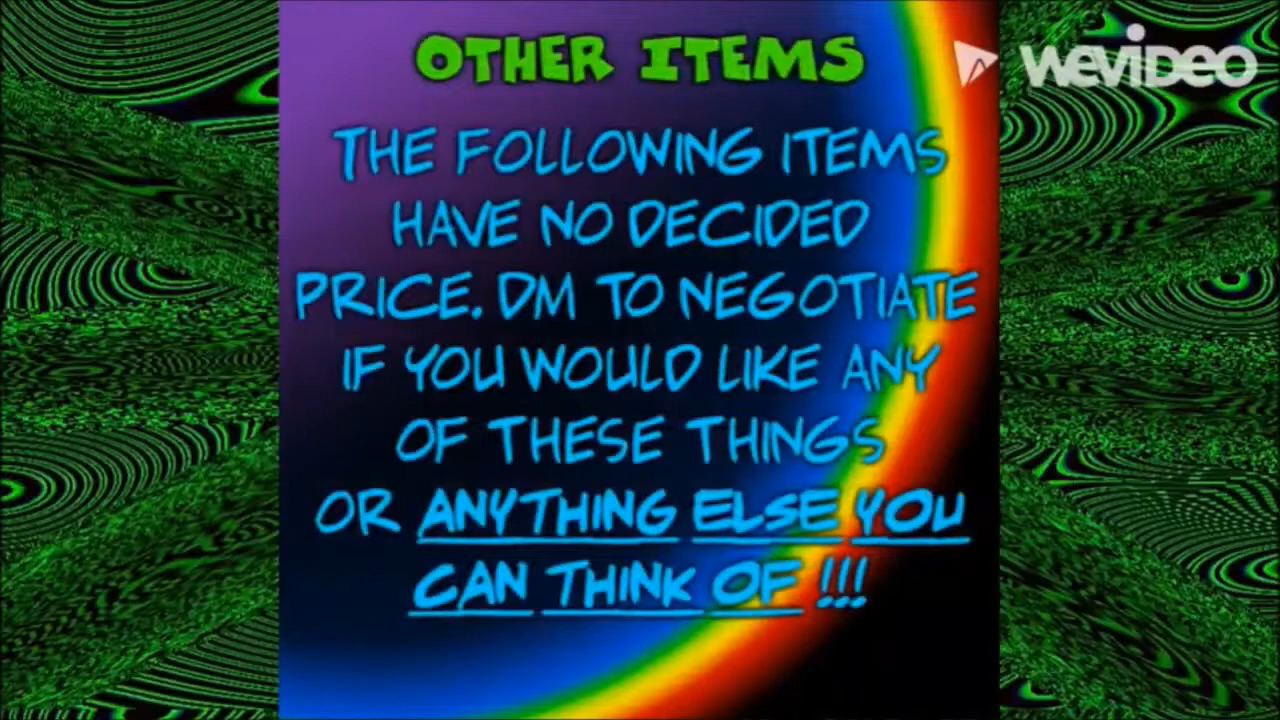 OTHER ITEMS
WEVIDEO
THE FOLLOWING ITEMS
HAVE NO DECIDED
PRICE. DM TO NEGOTIATE
IF YOU WOULD LIKE ANY
OF THESE THINGS
OR ANYTHING ELSE YOU
CAN THINK OF !!!